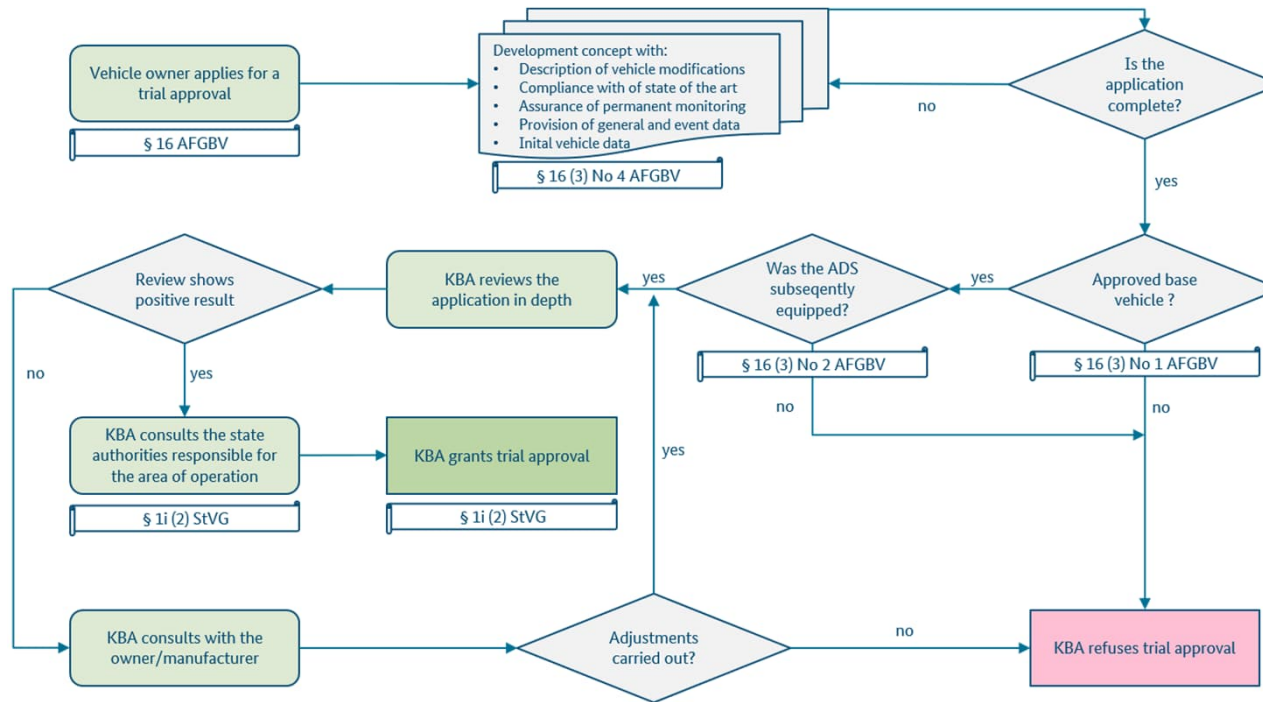 Vehicle owner applies for a
trial approval
§ 16 AFGBV
Development concept with:
• Description of vehicle modifications
• Compliance with of state of the art
• Assurance of permanent monitoring
• Provision of general and event data
• Inital vehicle data
§ 16 (3) No 4 AFGBV
no
Is the
application
complete?
yes
Review shows
positive result
KBA reviews the
application in depth
yes
Was the ADS
subseqently
equipped?
yes
Approved base
vehicle ?
§ 16 (3) No 2 AFGBV
§ 16 (3) No 1 AFGBV
no
yes
no
no
KBA consults the state
authorities responsible for
the area of operation
KBA grants trial approval
yes
§ 1i (2) StVG
§ 1i (2) StVG
KBA consults with the
owner/manufacturer
Adjustments
carried out?
no
KBA refuses trial approval